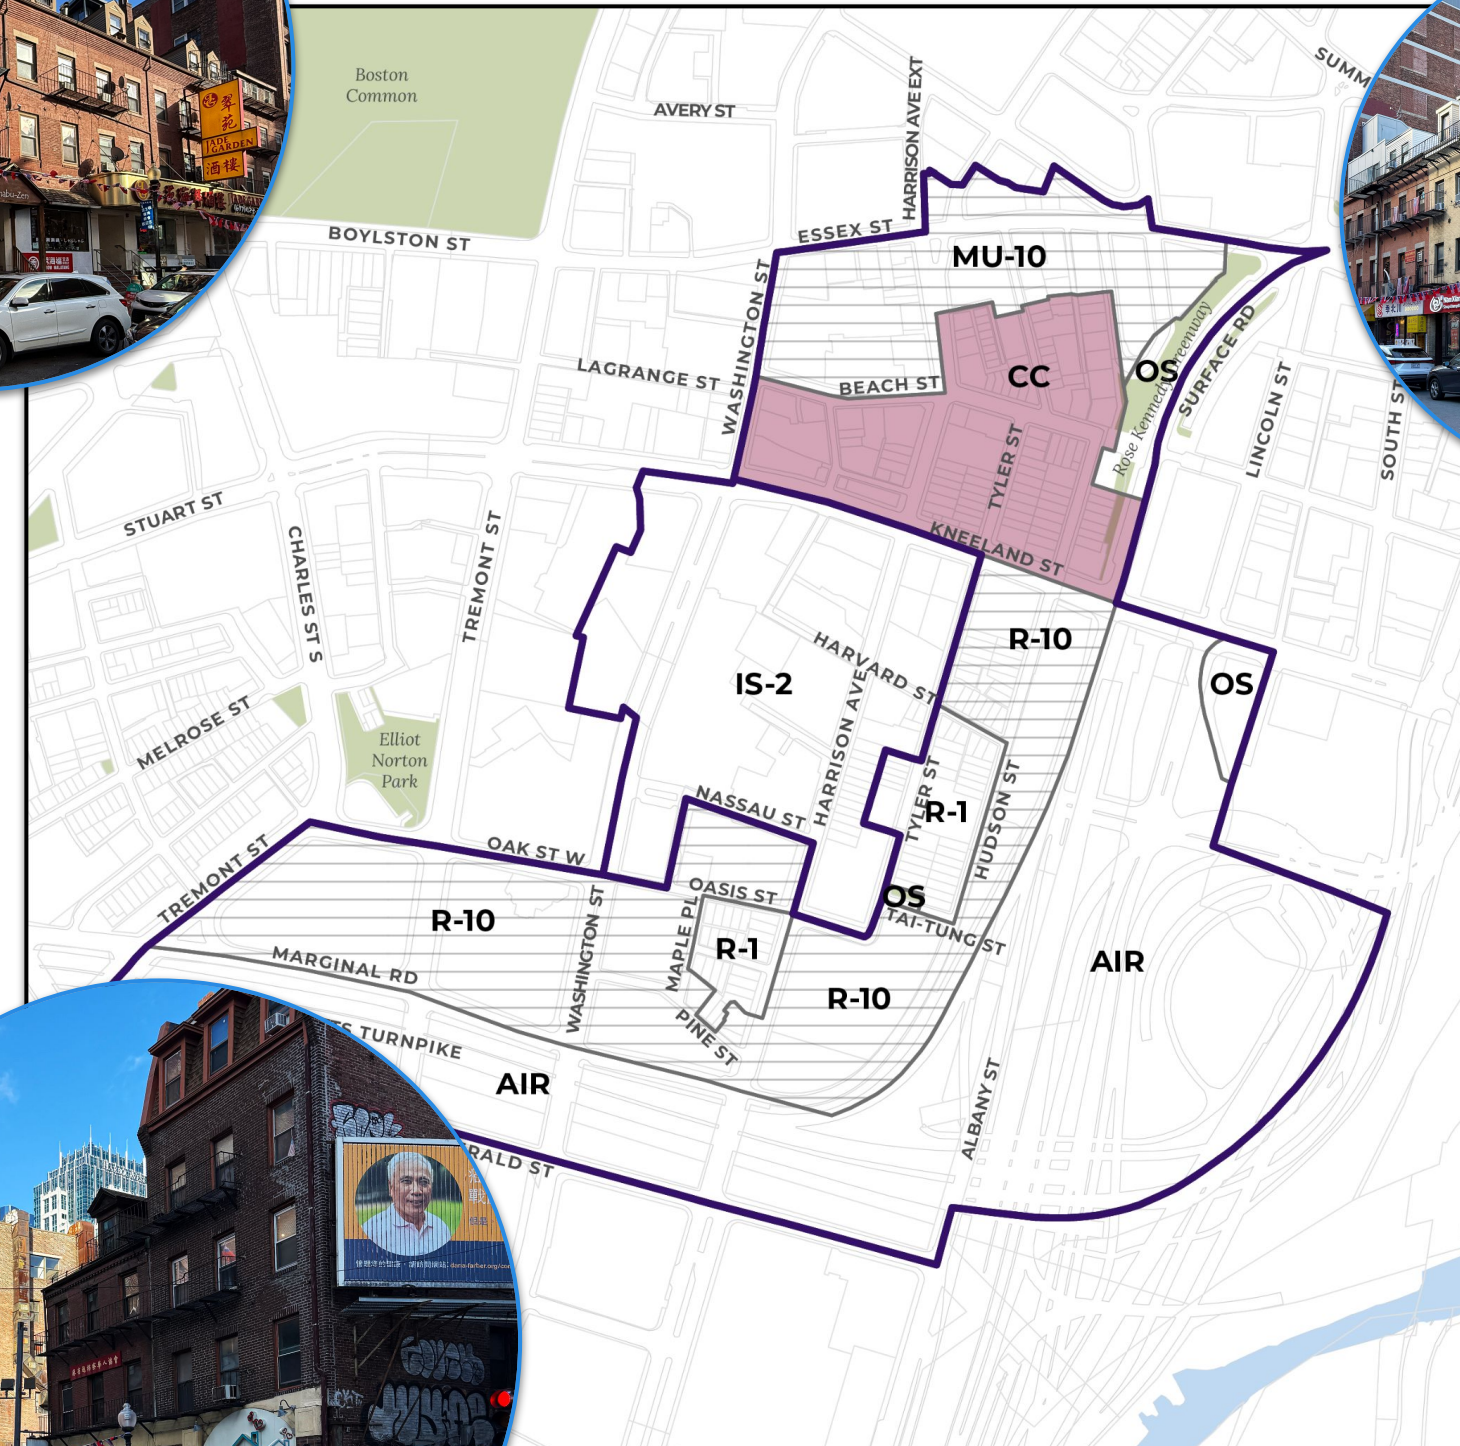 翠
苑
JADE
GARDEN
酒樓
Boston
Common
AVERY ST
HARRISON AVE EXT
SUMM
BOYLSTON ST
ESSEX ST
MU-10
WASHINGTON ST
LAGRANGE ST
BEACH ST
CC
OS
Rose Kennedy Greenway
SURFACE RD
LINCOLN ST
SOUTH ST
TYLER ST
STUART ST
CHARLES ST S
TREMONT ST
KNEELAND ST
R-10
HARVARD ST
IS-2
OS
MELROSE ST
Elliot
Norton
Park
HARRISON AVE
TYLER ST
R-1
HUDSON ST
NASSAU ST
OAK ST W
TREMONT ST
OASIS ST
OS
TAI-TUNG ST
R-10
WASHINGTON ST
MAPLE PL
R-1
AIR
MARGINAL RD
R-10
PINE ST
TS TURNPIKE
AIR
ALBANY ST
RALD ST